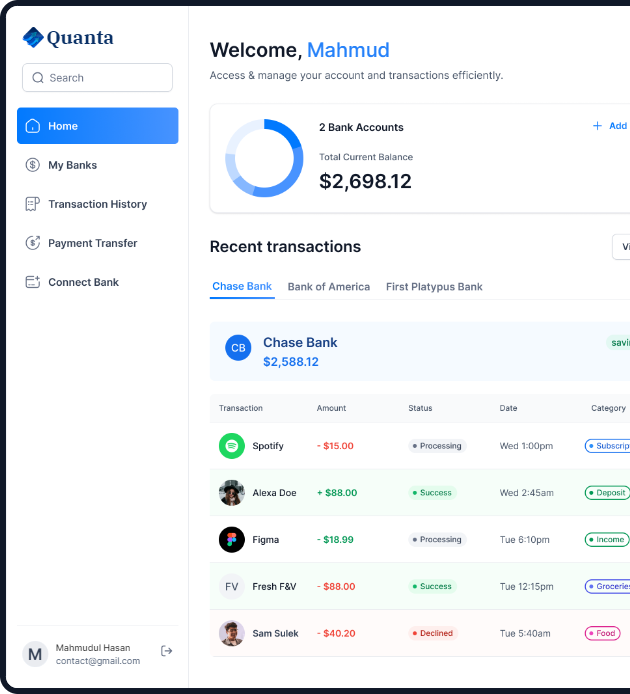 Quanta
Search
Home
My Banks
Transaction History
Payment Transfer
Connect Bank
Mahmudul Hasan
M
contact@gmail.com
Welcome, Mahmud
Access & manage your account and transactions efficiently.
2 Bank Accounts
+ Add
Total Current Balance
$2,698.12
Recent transactions
Chase Bank Bank of America First Platypus Bank
CB
Chase Bank
$2,588.12
Transaction Amount Status Date Category
Spotify - $15.00 Processing Wed 1:00pm
Alexa Doe + $88.00 Success Wed 2:45am Deposit
Figma - $18.99 Processing Tue 6:10pm Income
FV Fresh F&V - $88.00 Success Tue 12:15pm Groceries
Sam Sulek - $40.20 Declined Tue 5:40am Food